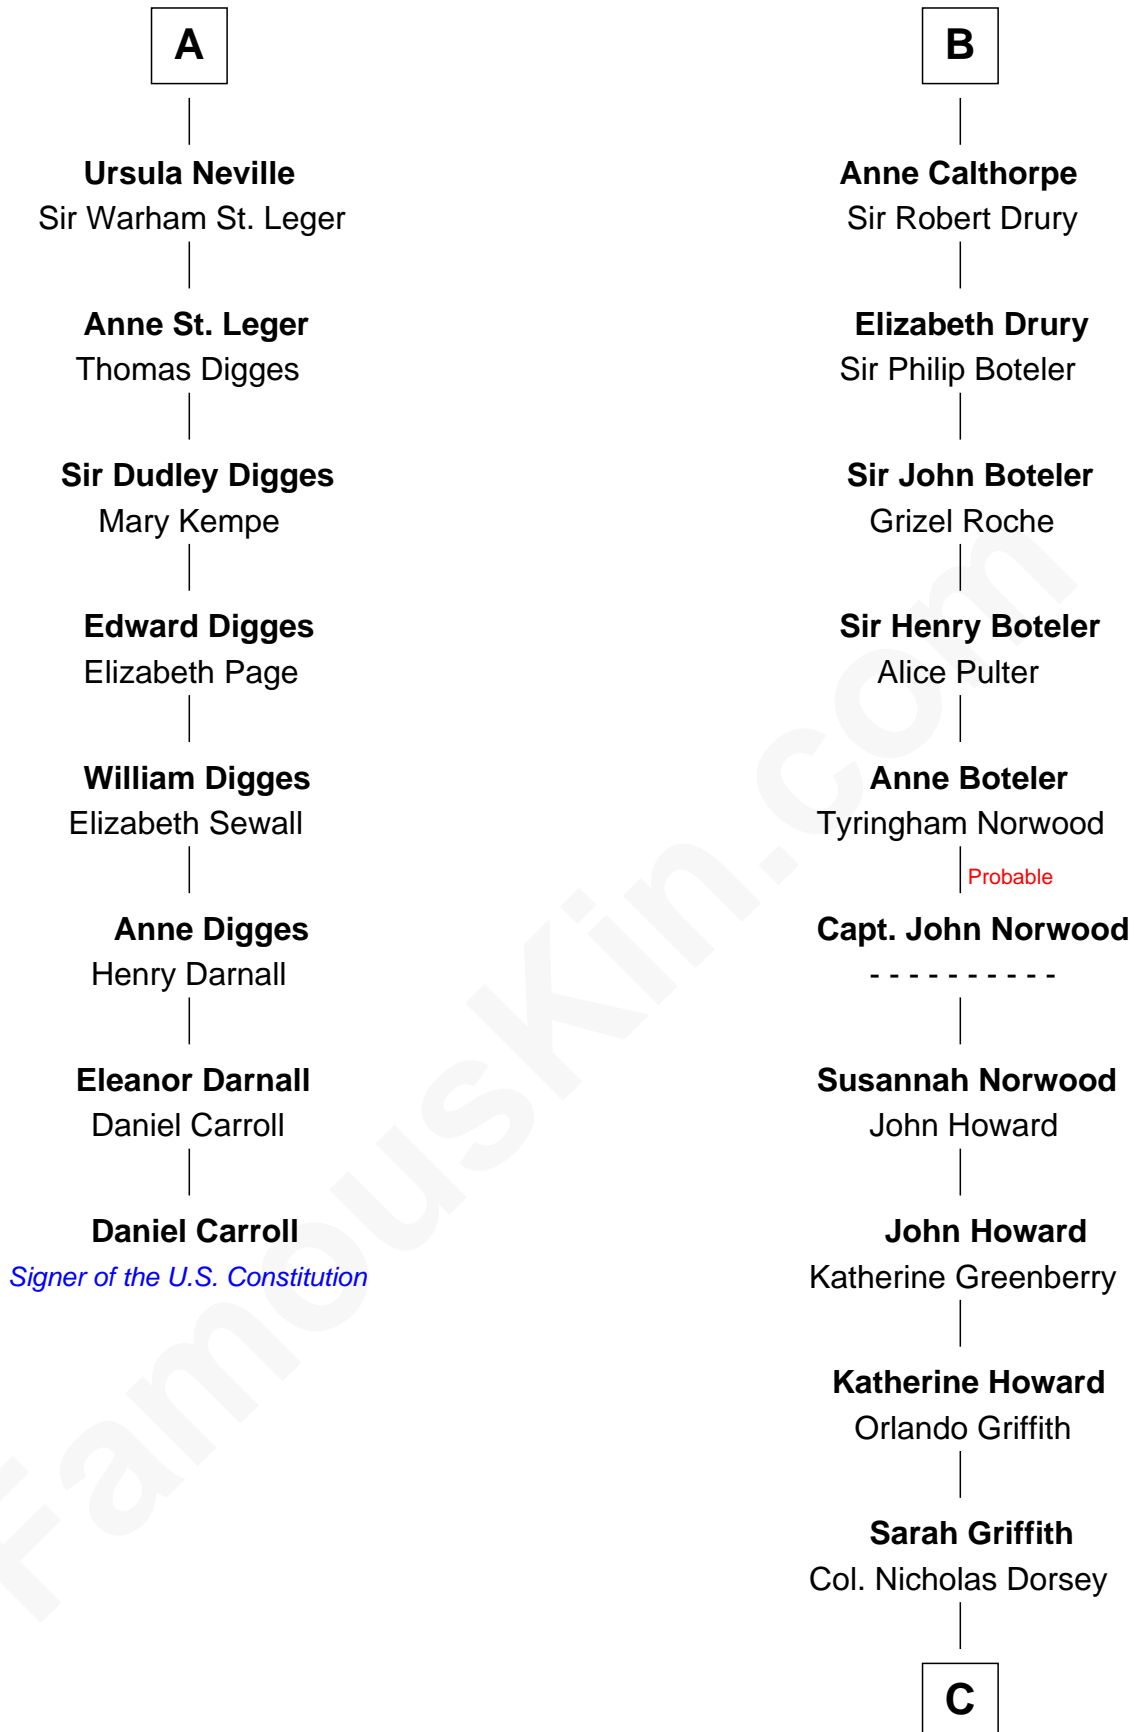 A
Ursula Neville
Sir Warham St. Leger
Anne St. Leger
Thomas Digges
Sir Dudley Digges
Mary Kempe
Edward Digges
Elizabeth Page
William Digges
Elizabeth Sewall
Anne Digges
Henry Darnall
Eleanor Darnall
Daniel Carroll
Daniel Carroll
Signer of the U.S. Constitution
B
Anne Calthorpe
Sir Robert Drury
Elizabeth Drury
Sir Philip Boteler
Sir John Boteler
Grizel Roche
Sir Henry Boteler
Alice Pulter
Anne Boteler
Tyringham Norwood
Probable
Capt. John Norwood
- - - - - - - - - -
Susannah Norwood
John Howard
John Howard
Katherine Greenberry
Katherine Howard
Orlando Griffith
Sarah Griffith
Col. Nicholas Dorsey
C
FamousKin.com